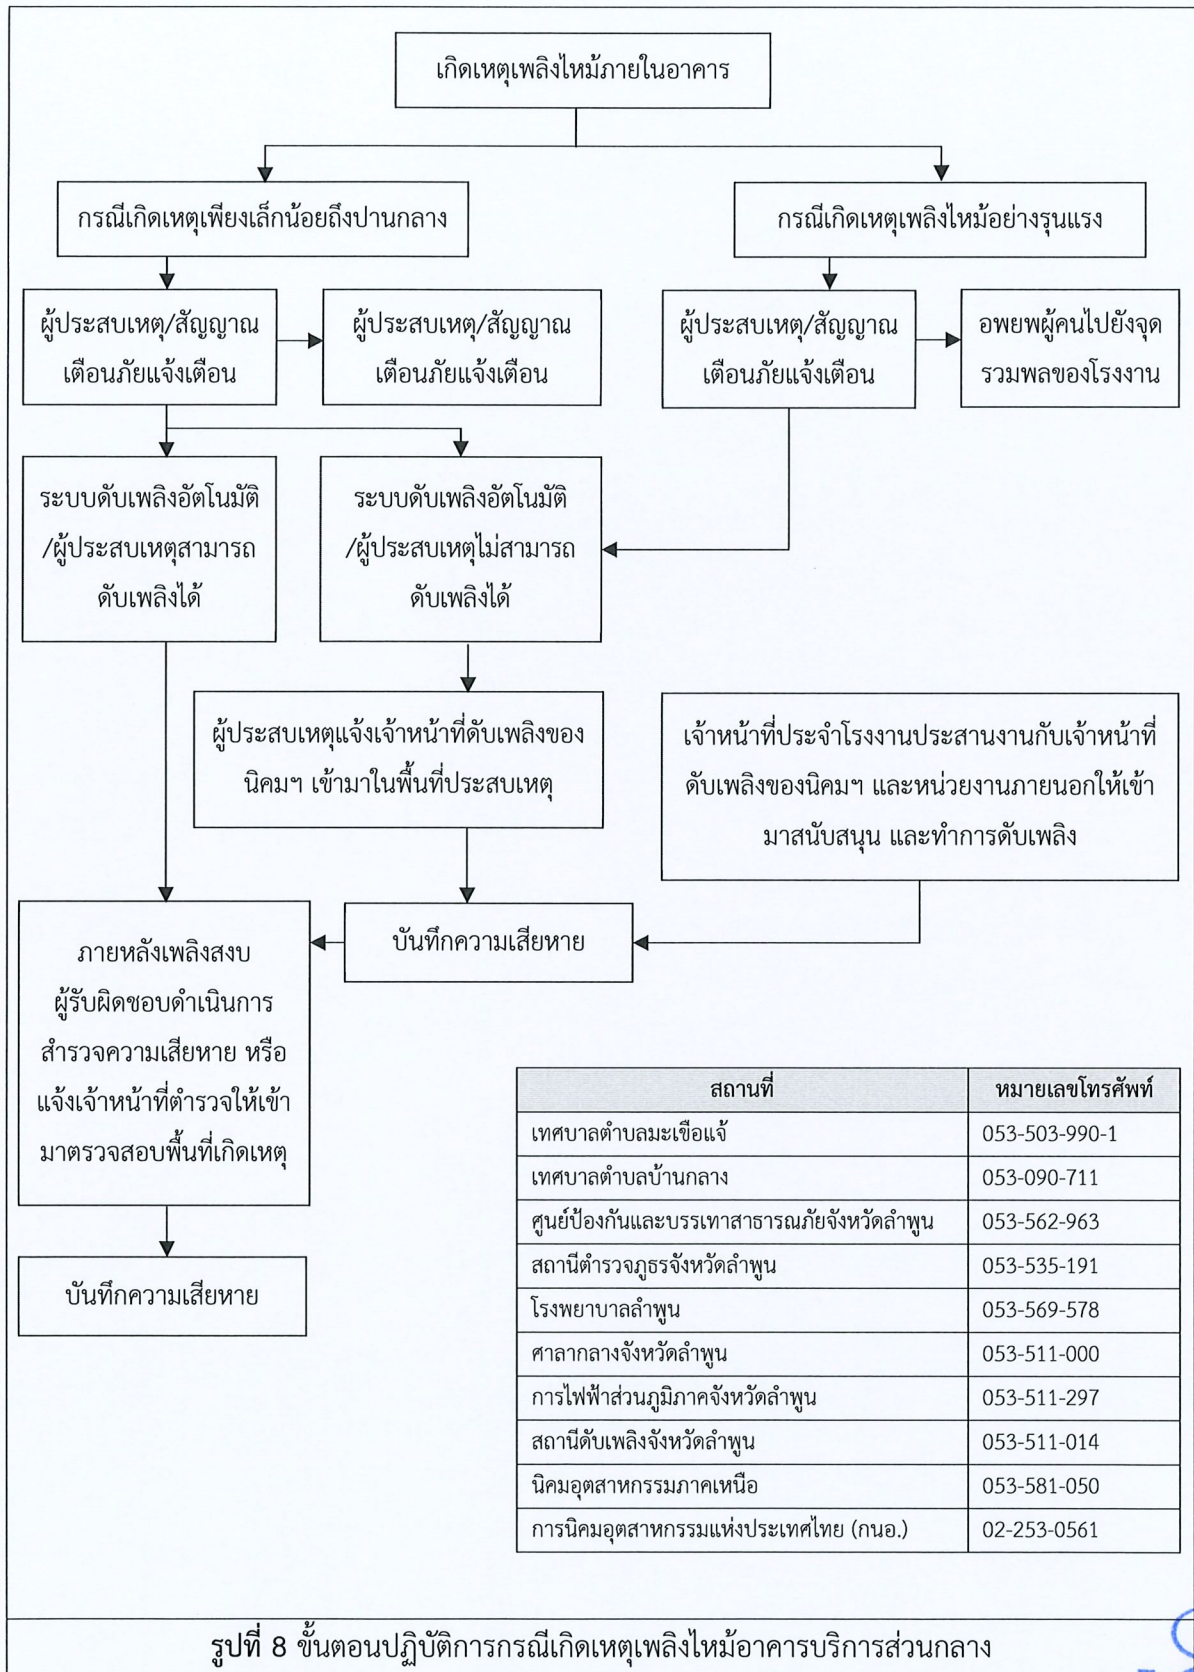 เกิดเหตุเพลิงไหม้ภายในอาคาร
กรณีเกิดเหตุเพียงเล็กน้อยถึงปานกลาง
กรณีเกิดเหตุเพลิงไหม้อย่างรุนแรง
ผู้ประสบเหตุ/สัญญาณ
เตือนภัยแจ้งเตือน
ผู้ประสบเหตุ/สัญญาณ
เตือนภัยแจ้งเตือน
ผู้ประสบเหตุ/สัญญาณ
เตือนภัยแจ้งเตือน
อพยพผู้คนไปยังจุด
รวมพลของโรงงาน
ระบบดับเพลิงอัตโนมัติ
/ผู้ประสบเหตุสามารถ
ดับเพลิงได้
ระบบดับเพลิงอัตโนมัติ
/ผู้ประสบเหตุไม่สามารถ
ดับเพลิงได้
ผู้ประสบเหตุแจ้งเจ้าหน้าที่ดับเพลิงของ
นิคมฯ เข้ามาในพื้นที่ประสบเหตุ
เจ้าหน้าที่ประจำโรงงานประสานงานกับเจ้าหน้าที่
ดับเพลิงของนิคมฯ และหน่วยงานภายนอกให้เข้า
มาสนับสนุน และทำการดับเพลิง
ภายหลังเพลิงสงบ
ผู้รับผิดชอบดำเนินการ
สำรวจความเสียหาย หรือ
แจ้งเจ้าหน้าที่ตำรวจให้เข้า
มาตรวจสอบพื้นที่เกิดเหตุ
บันทึกความเสียหาย
บันทึกความเสียหาย
สถานที่ หมายเลขโทรศัพท์
เทศบาลตำบลมะเขือแจ้ 053-503-990-1
เทศบาลตำบลบ้านกลาง 053-090-711
ศูนย์ป้องกันและบรรเทาสาธารณภัยจังหวัดลำพูน 053-562-963
สถานีตำรวจภูธรจังหวัดลำพูน 053-535-191
โรงพยาบาลลำพูน 053-569-578
ศาลากลางจังหวัดลำพูน 053-511-000
การไฟฟ้าส่วนภูมิภาคจังหวัดลำพูน 053-511-297
สถานีดับเพลิงจังหวัดลำพูน 053-511-014
นิคมอุตสาหกรรมภาคเหนือ 053-581-050
การนิคมอุตสาหกรรมแห่งประเทศไทย (กนอ.) 02-253-0561
รูปที่ 8 ขั้นตอนปฏิบัติการกรณีเกิดเหตุเพลิงไหม้อาคารบริการส่วนกลาง